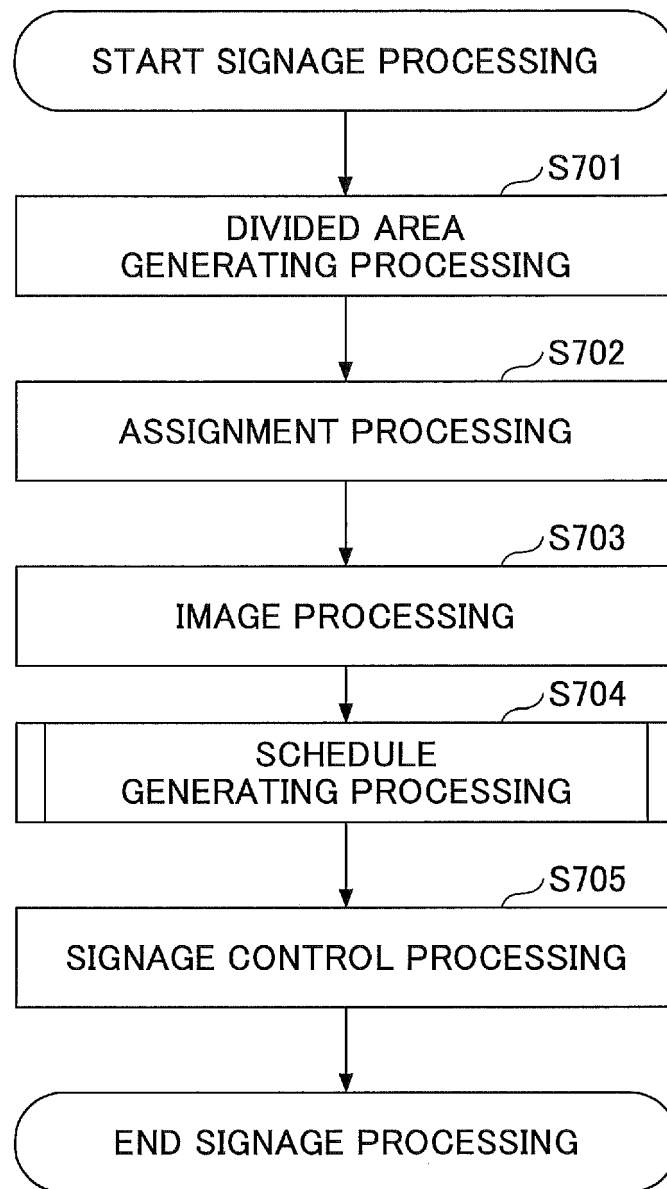 START SIGNAGE PROCESSING
S701
DIVIDED AREA
GENERATING PROCESSING
S702
ASSIGNMENT PROCESSING
S703
IMAGE PROCESSING
S704
SCHEDULE
GENERATING PROCESSING
S705
SIGNAGE CONTROL PROCESSING
END SIGNAGE PROCESSING